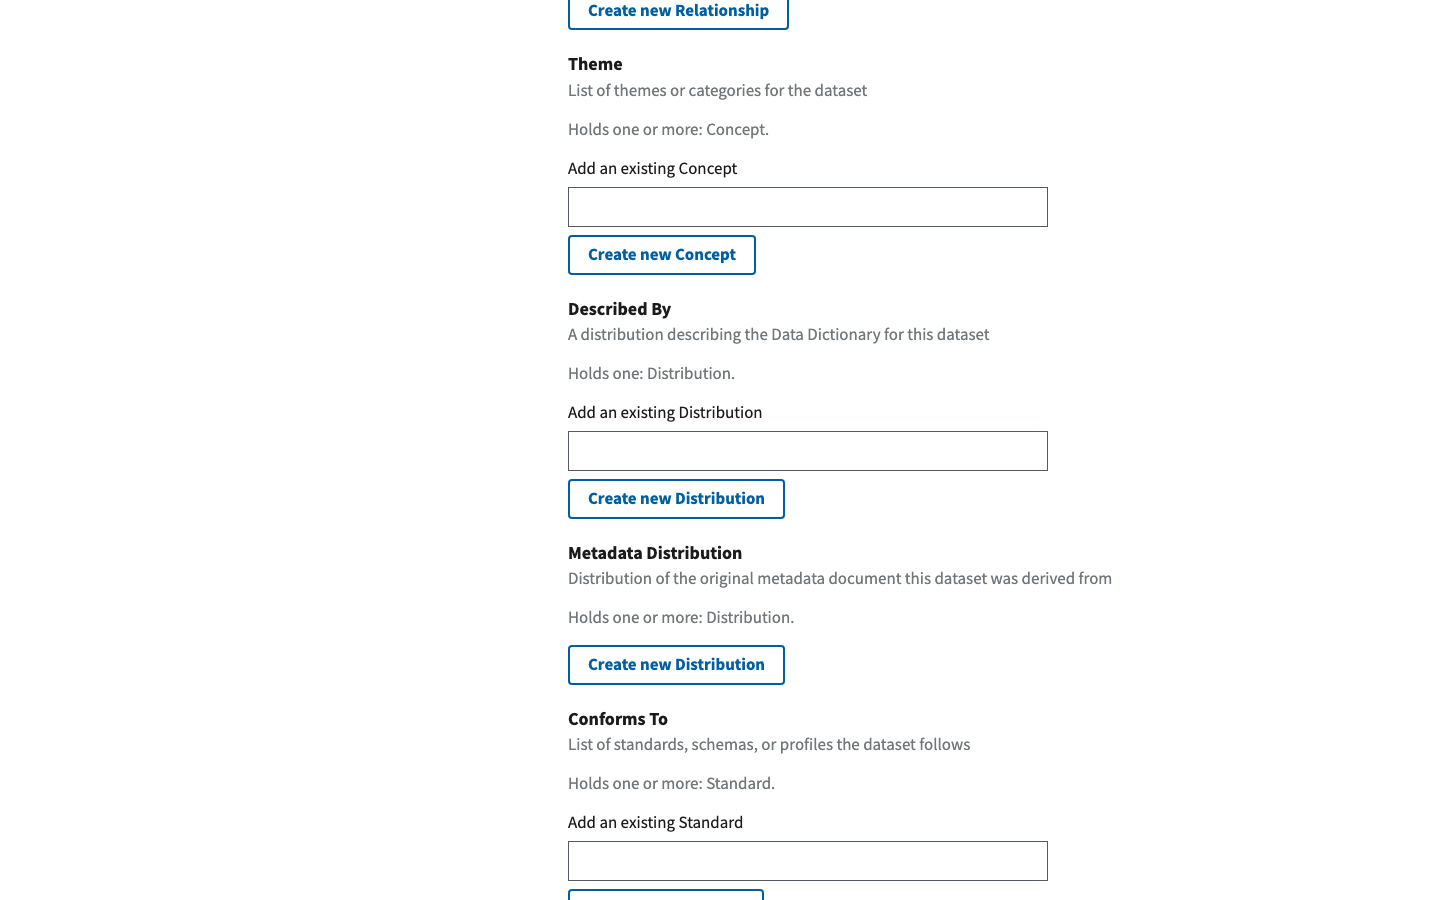 Create new Relationship
Theme
List of themes or categories for the dataset
Holds one or more: Concept.
Add an existing Concept
Create new Concept
Described By
A distribution describing the Data Dictionary for this dataset
Holds one: Distribution.
Add an existing Distribution
Create new Distribution
Metadata Distribution
Distribution of the original metadata document this dataset was derived from
Holds one or more: Distribution.
Create new Distribution
Conforms To
List of standards, schemas, or profiles the dataset follows
Holds one or more: Standard.
Add an existing Standard